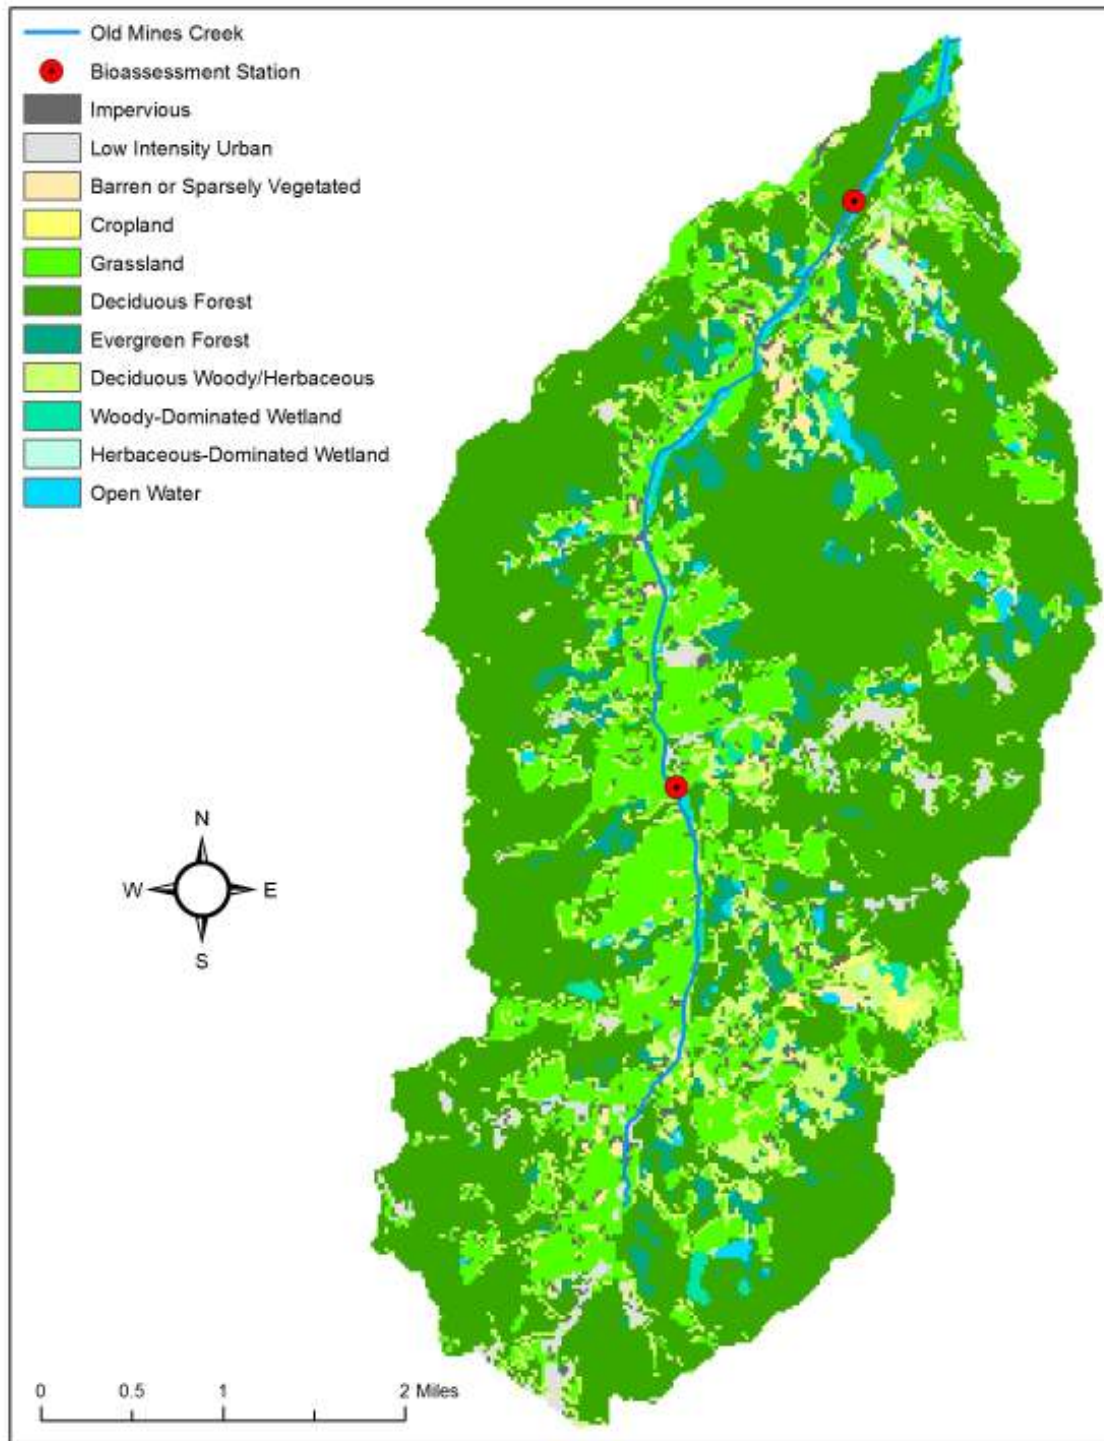 Old Mines Creek
Bioassessment Station
Impervious
Low Intensity Urban
Barren or Sparsely Vegetated
Cropland
Grassland
Deciduous Forest
Evergreen Forest
Deciduous Woody/Herbaceous
Woody-Dominated Wetland
Herbaceous-Dominated Wetland
Open Water
N
W E
S
0 0.5 1 2 Miles